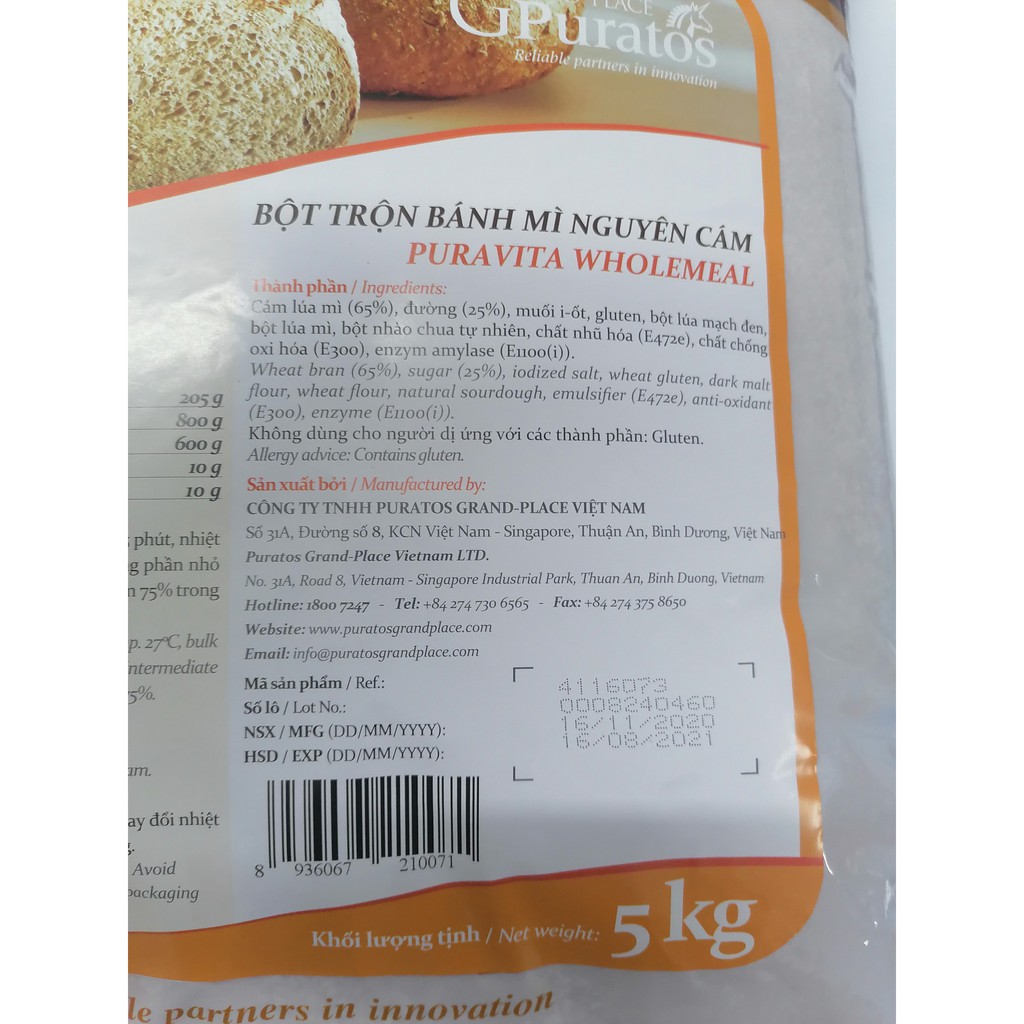 PLACE
GPuratos
Reliable partners in innovation
BỘT TRỘN BÁNH MÌ NGUYÊN CÁM
PURAVITA WHOLEMEAL
Thành phần / Ingredients:
Cám lúa mì (65%), đường (25%), muối i-ốt, gluten, bột lúa mạch đen,
bột lúa mì, bột nhào chua tự nhiên, chất nhũ hóa (E472e), chất chống
oxi hóa (E300), enzym amylase (E1100(i)).
Wheat bran (65%), sugar (25%), iodized salt, wheat gluten, dark malt
flour, wheat flour, natural sourdough, emulsifier (E472e), anti-oxidant
(E300), enzyme (E1100(i)).
Không dùng cho người dị ứng với các thành phần: Gluten.
Allergy advice: Contains gluten.
Sản xuất bởi / Manufactured by:
CÔNG TY TNHH PURATOS GRAND-PLACE VIỆT NAM
Số 31A, Đường số 8, KCN Việt Nam - Singapore, Thuận An, Bình Dương, Việt Nam
Puratos Grand-Place Vietnam LTD.
No. 31A, Road 8, Vietnam - Singapore Industrial Park, Thuan An, Binh Duong, Vietnam
Hotline: 1800 7247 - Tel: +84 274 730 6565 - Fax: +84 274 375 8650
Website: www.puratosgrandplace.com
Email: info@puratosgrandplace.com
Mã sản phẩm / Ref.:
4116073
Số lô / Lot No.:
0008240460
NSX / MFG (DD/MM/YYYY):
16/11/2020
HSD / EXP (DD/MM/YYYY):
16/08/2021
8 936067 210071
Khối lượng tịnh / Net weight: 5 kg
le partners in innovation
205 g
800 g
600 g
10 g
10 g
phút, nhiệt
g phần nhỏ
75% trong
p. 27ºC, bulk
ntermediate
5%.
am.
ay đổi nhiệt
Avoid
packaging